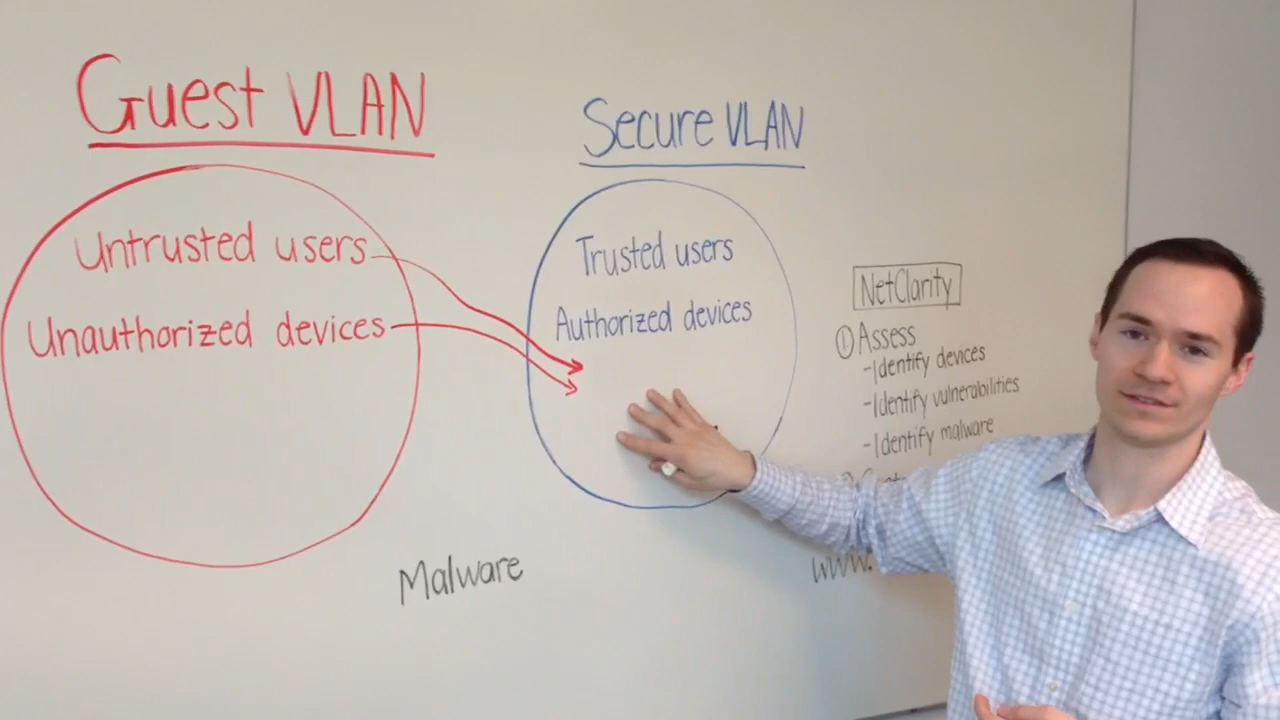 Guest VLAN
Untrusted users
Unauthorized devices
Secure VLAN
Trusted users
Authorized devices
Malware
NetClarity
① Assess
-Identify devices
-Identify vulnerabilities
-Identify malware
www.